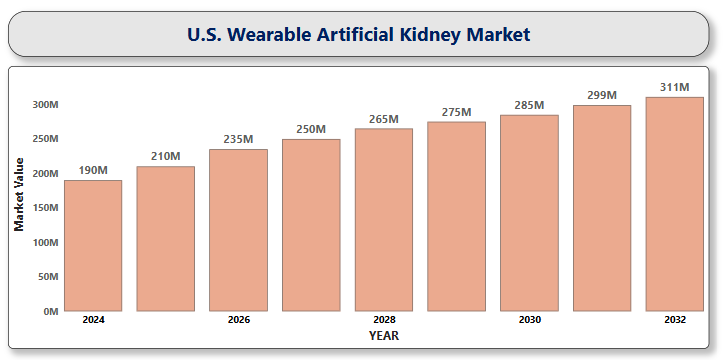 U.S. Wearable Artificial Kidney Market
311M
299M
285M
275M
265M
250M
235M
210M
190M
300M
250M
200M
150M
100M
50M
0M
Market Value
2024
2026
2028
2030
2032
YEAR